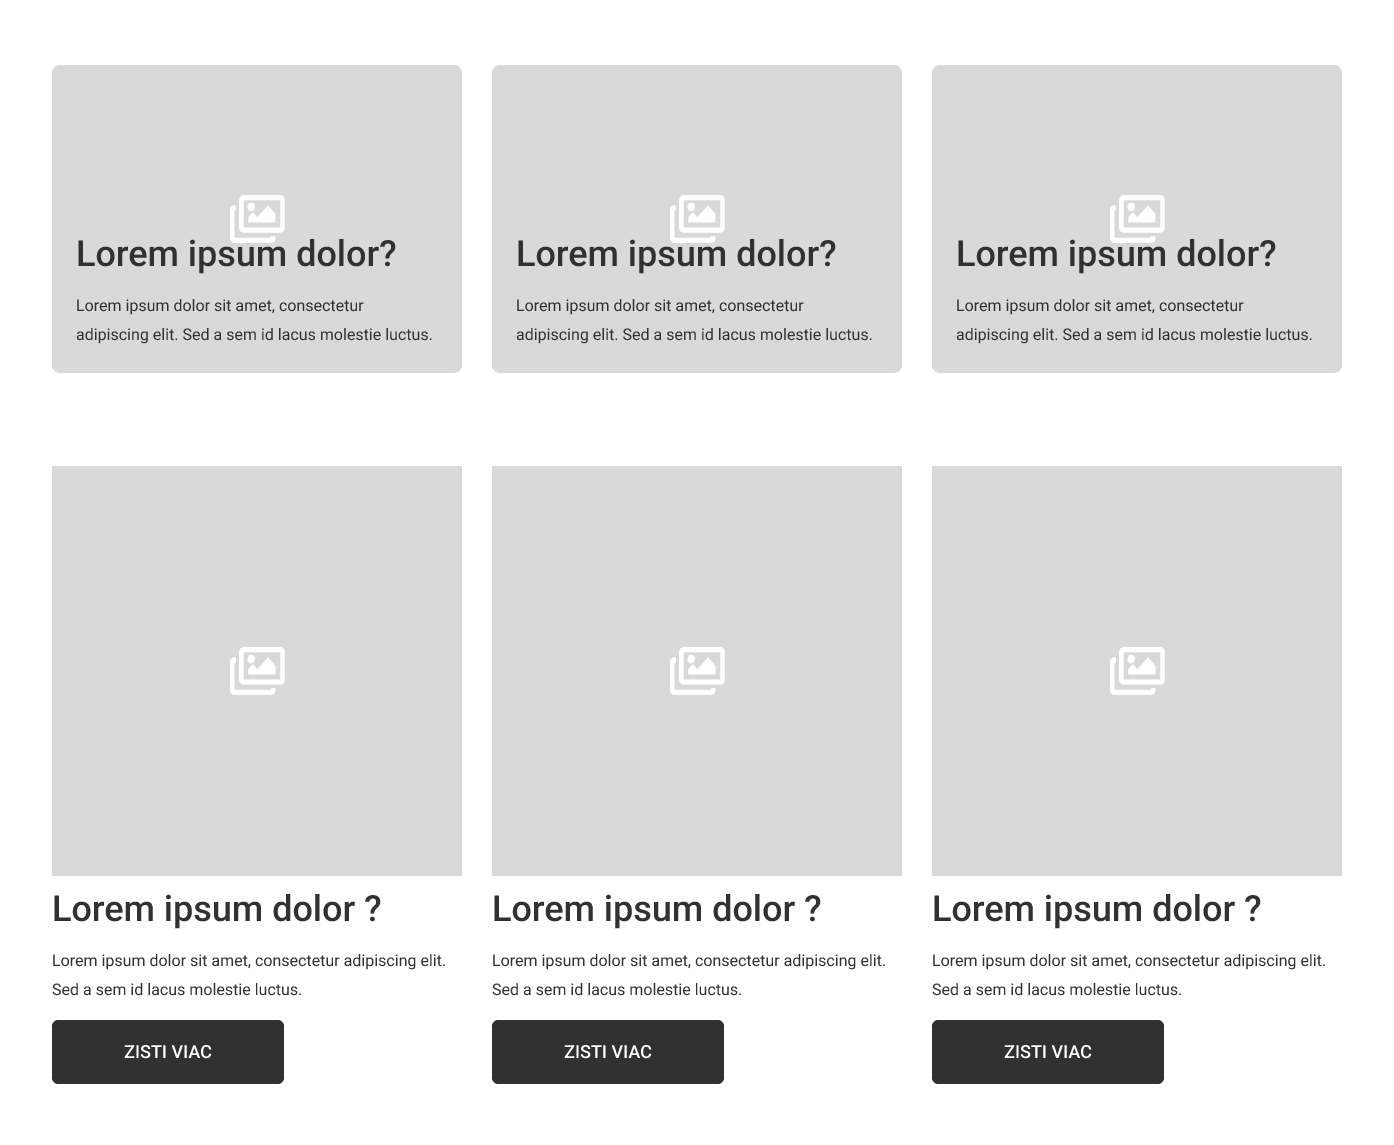 Lorem ipsum dolor?
Lorem ipsum dolor sit amet, consectetur
adipiscing elit. Sed a sem id lacus molestie luctus.
Lorem ipsum dolor?
Lorem ipsum dolor sit amet, consectetur
adipiscing elit. Sed a sem id lacus molestie luctus.
Lorem ipsum dolor?
Lorem ipsum dolor sit amet, consectetur
adipiscing elit. Sed a sem id lacus molestie luctus.
Lorem ipsum dolor ?
Lorem ipsum dolor sit amet, consectetur adipiscing elit.
Sed a sem id lacus molestie luctus.
ZISTI VIAC
Lorem ipsum dolor ?
Lorem ipsum dolor sit amet, consectetur adipiscing elit.
Sed a sem id lacus molestie luctus.
ZISTI VIAC
Lorem ipsum dolor ?
Lorem ipsum dolor sit amet, consectetur adipiscing elit.
Sed a sem id lacus molestie luctus.
ZISTI VIAC